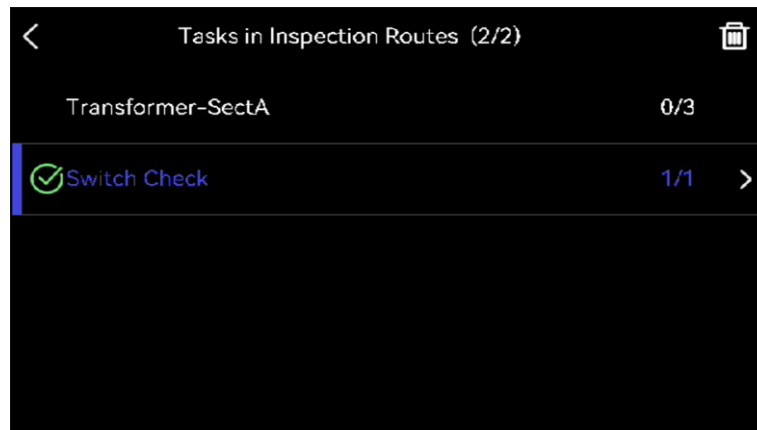 Tasks in Inspection Routes (2/2)
Transformer-SectA 0/3
Switch Check 1/1